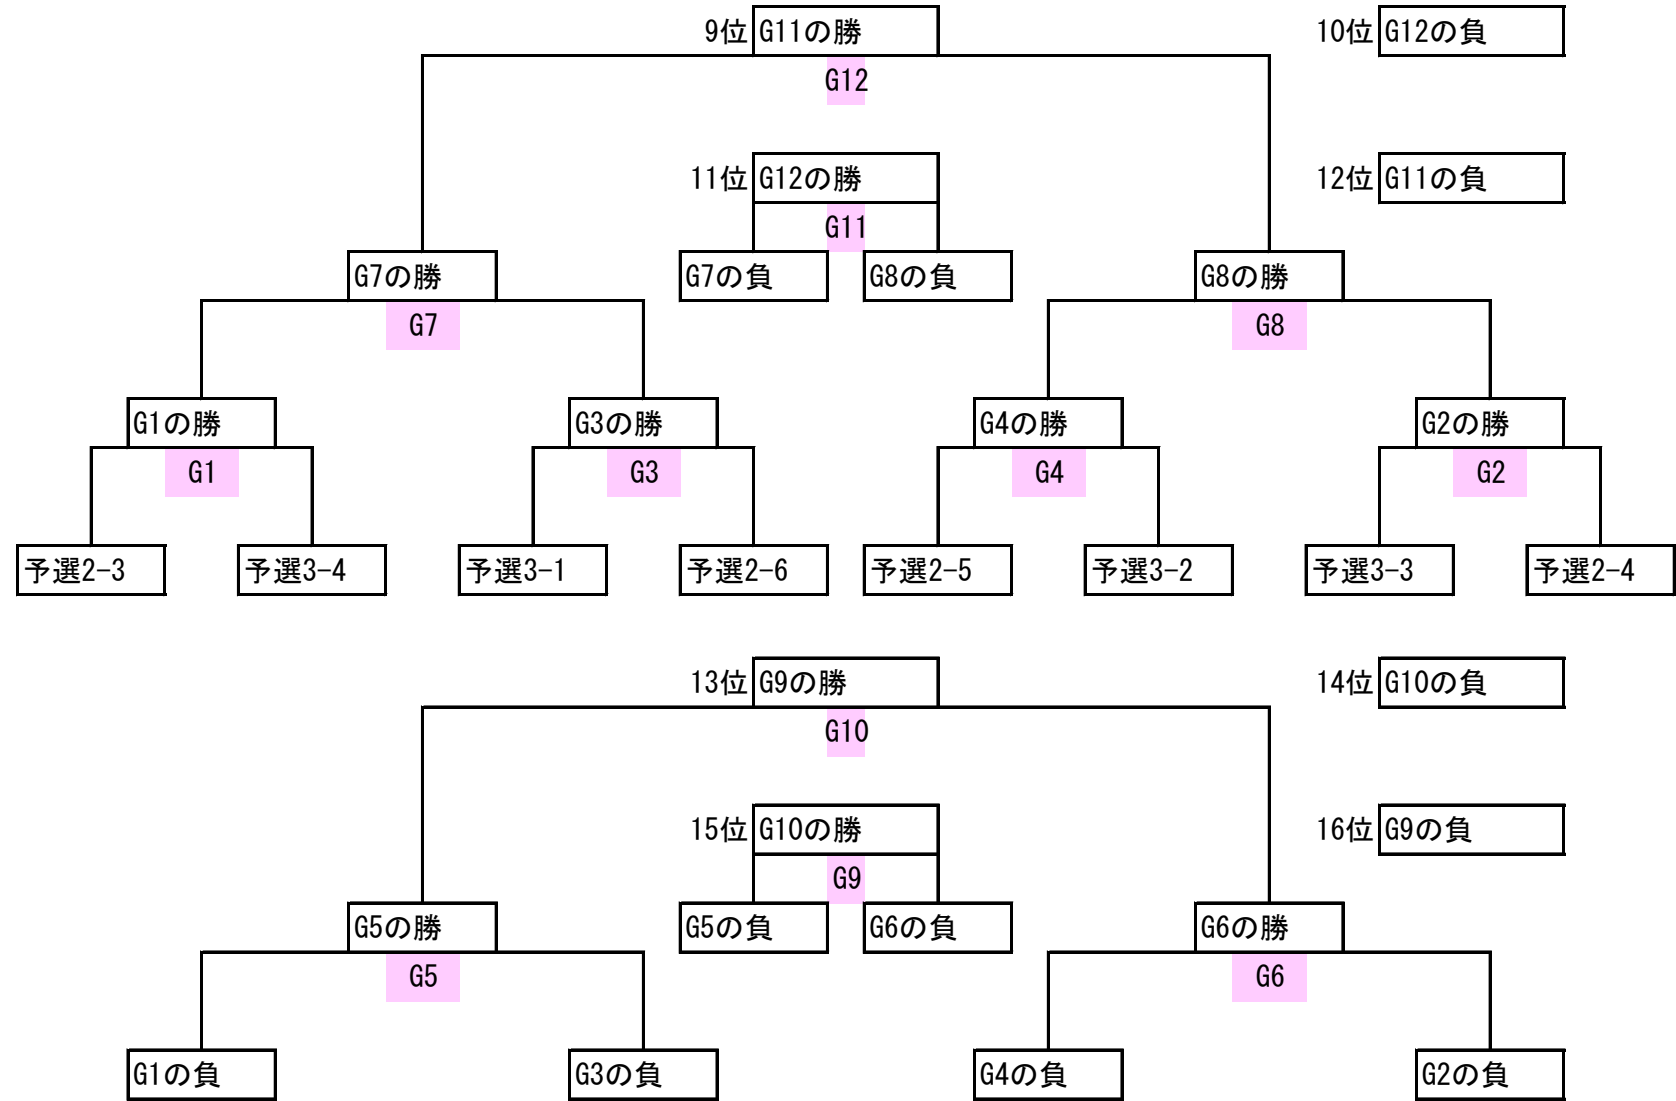 9位 G11の勝 10位 G12の負
G12
11位 G12の勝 12位 G11の負
G11
G7の勝 G7の負 G8の負 G8の勝
G7 G8
G1の勝 G3の勝 G4の勝 G2の勝
G1 G3 G4 G2
予選2-3 予選3-4 予選3-1 予選2-6 予選2-5 予選3-2 予選3-3 予選2-4
13位 G9の勝 14位 G10の負
G10
15位 G10の勝 16位 G9の負
G9
G5の勝 G5の負 G6の負 G6の勝
G5 G6
G1の負 G3の負 G4の負 G2の負